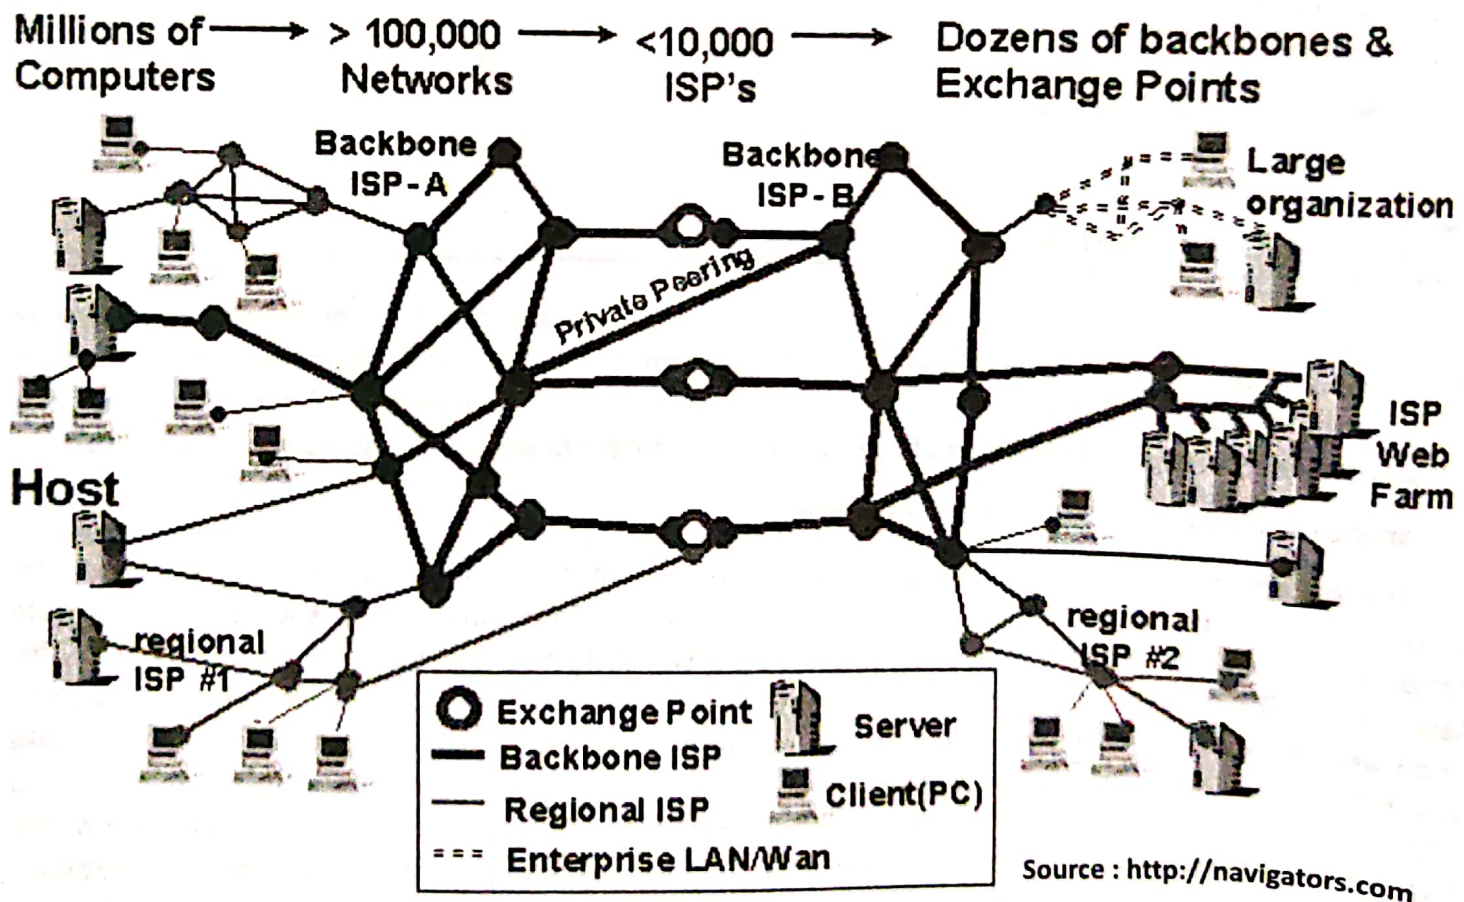 Millions of
Computers
> 100,000
Networks
<10,000
ISP's
Dozens of backbones &
Exchange Points
Backbone
ISP-A
Backbone
ISP-B
Large
organization
Private Peering
ISP
Web
Farm
Host
regional
ISP #1
regional
ISP #2
Exchange Point
Server
Backbone ISP
Client(PC)
Regional ISP
Enterprise LAN/Wan
Source : http://navigators.com